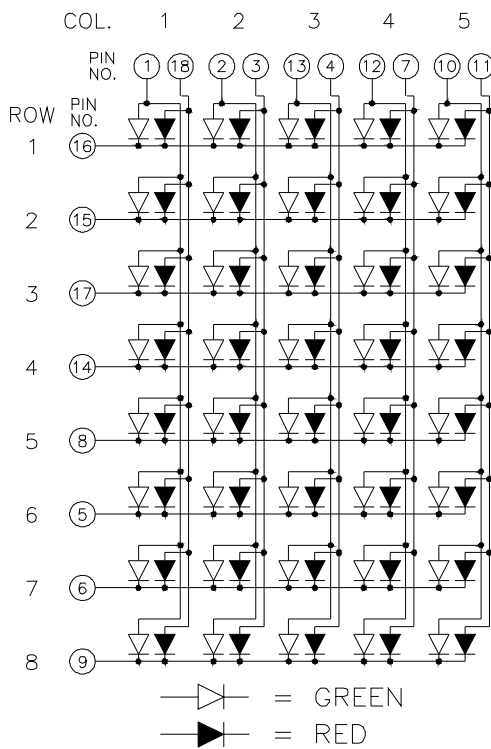 COL. 1 2 3 4 5
PIN NO. 1 18 2 3 13 4 12 7 10 11
ROW PIN NO.
1 16
2 15
3 17
4 14
5 8
6 5
7 6
8 9
= GREEN
= RED